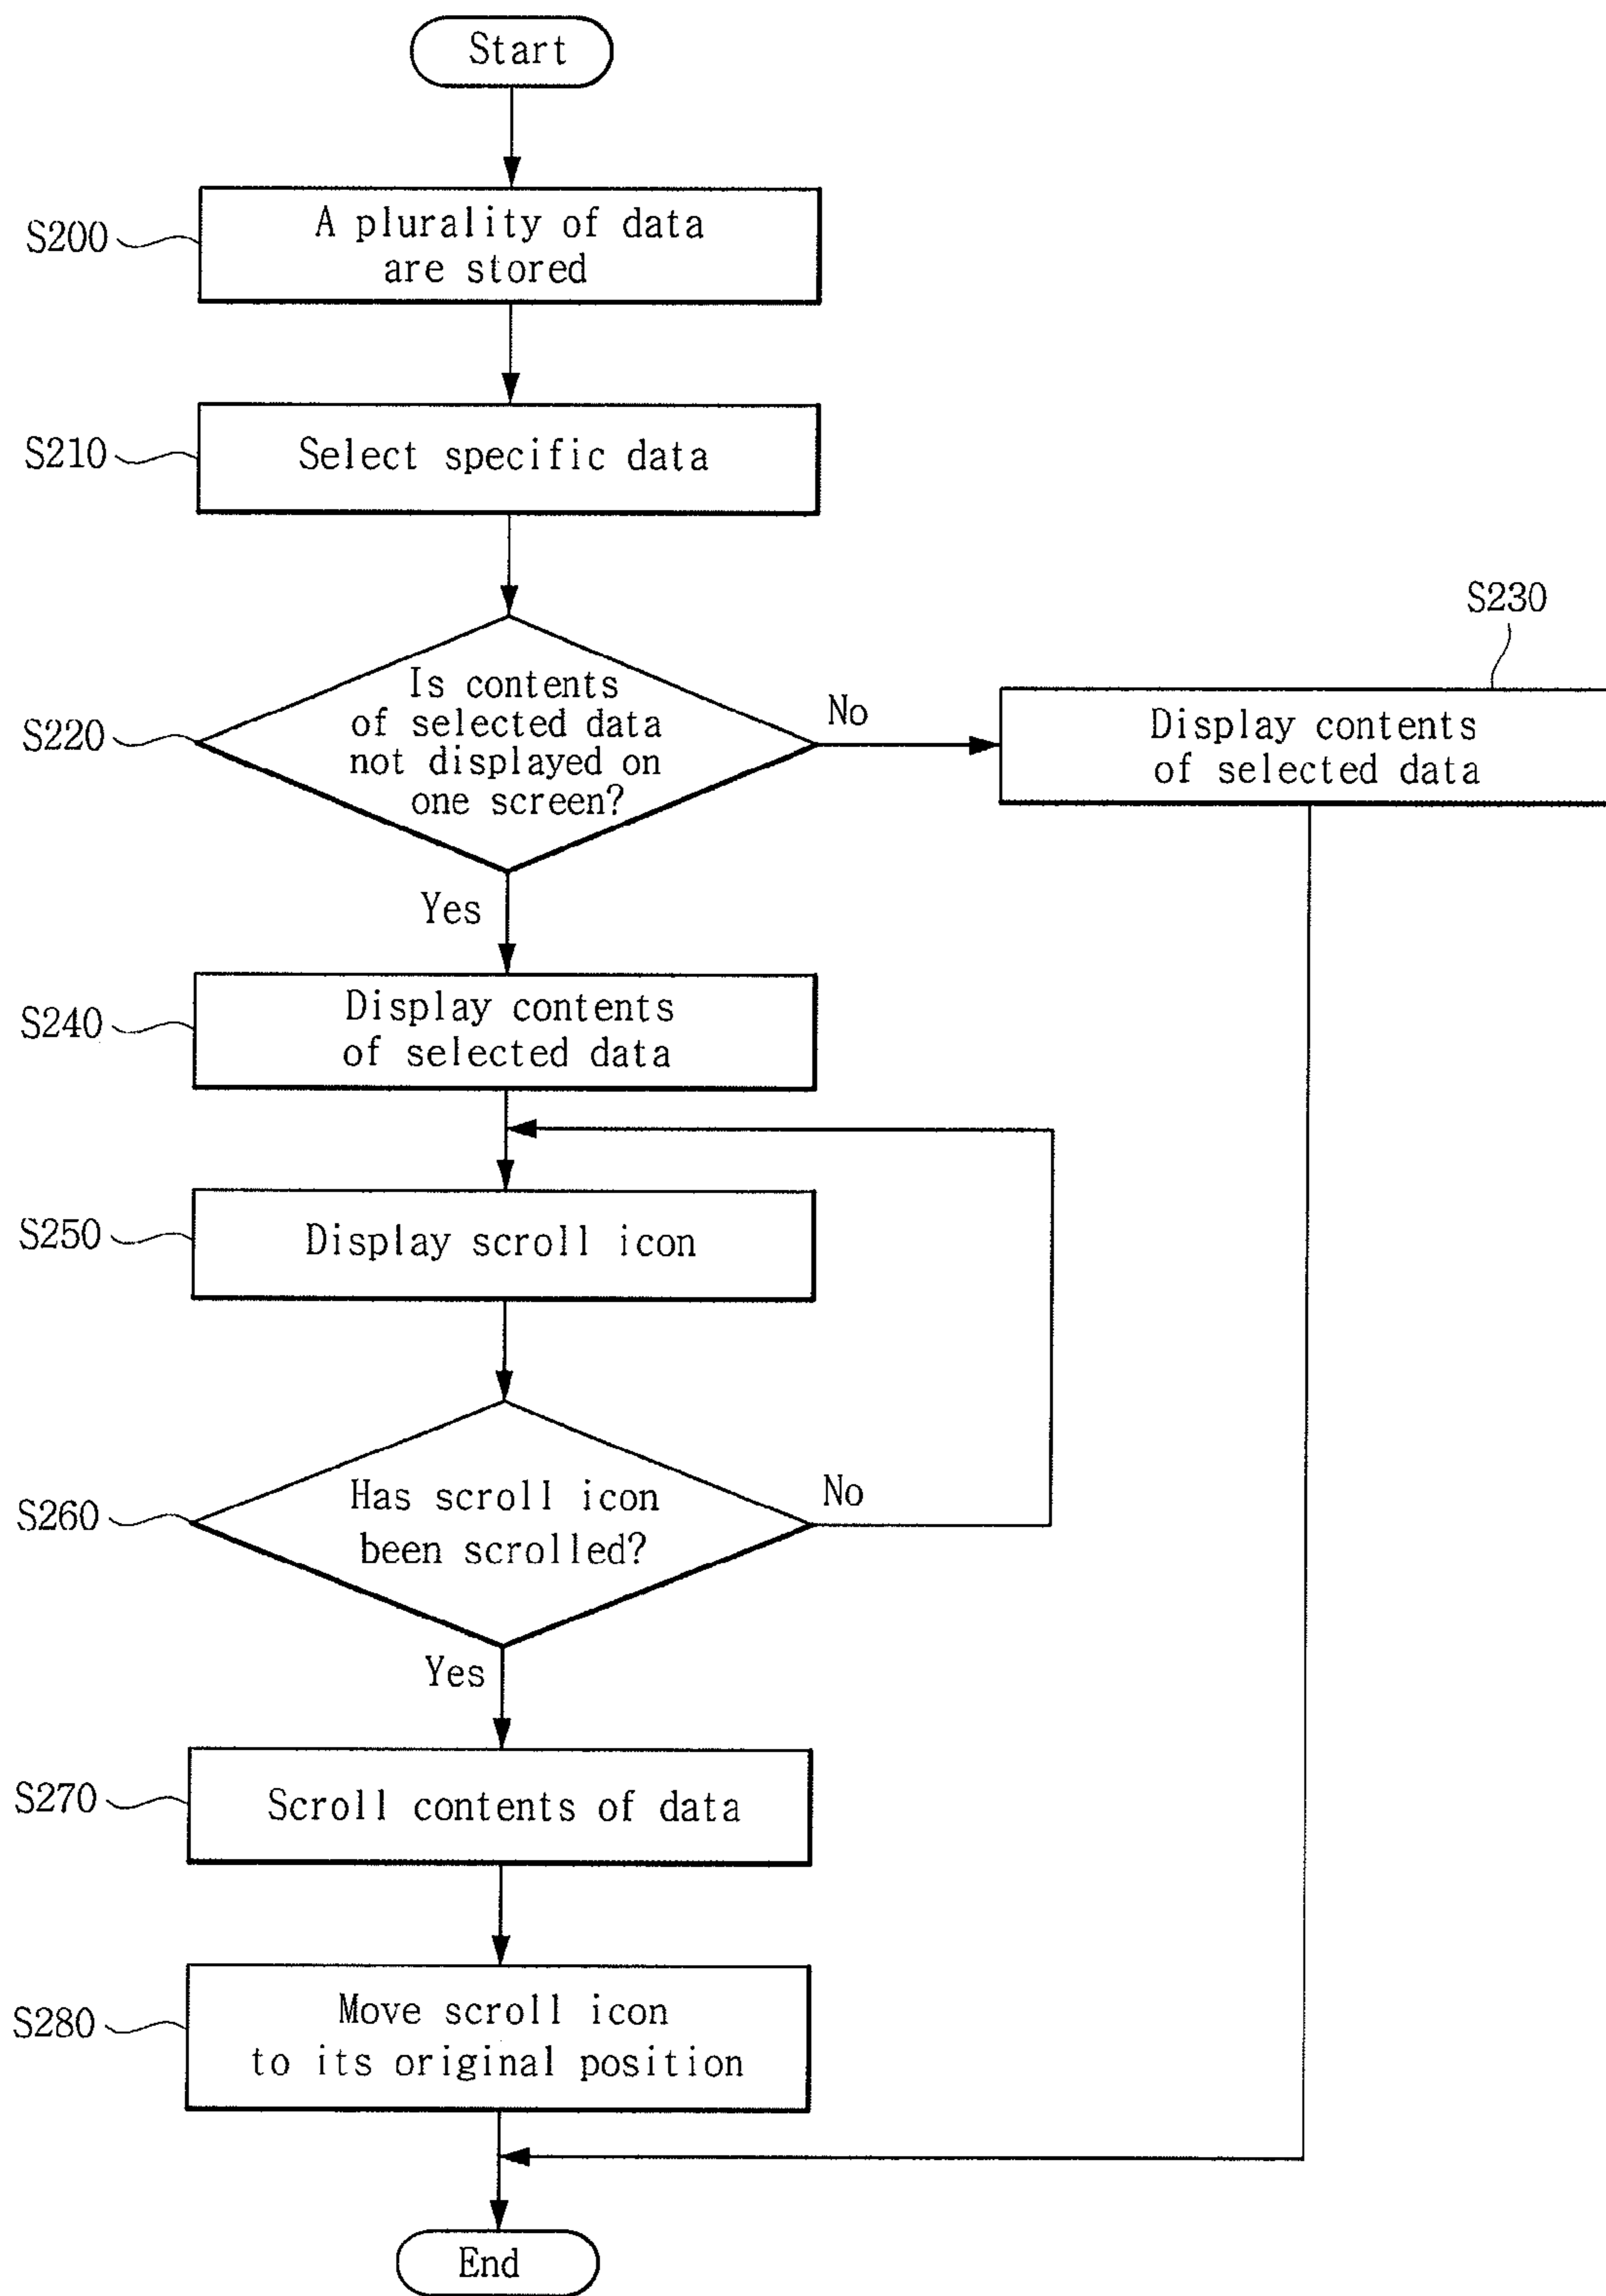 Start
S200
A plurality of data
are stored
S210
Select specific data
S220
Is contents
of selected data
not displayed on
one screen?
No
S230
Display contents
of selected data
Yes
S240
Display contents
of selected data
S250
Display scroll icon
S260
Has scroll icon
been scrolled?
No
Yes
S270
Scroll contents of data
S280
Move scroll icon
to its original position
End